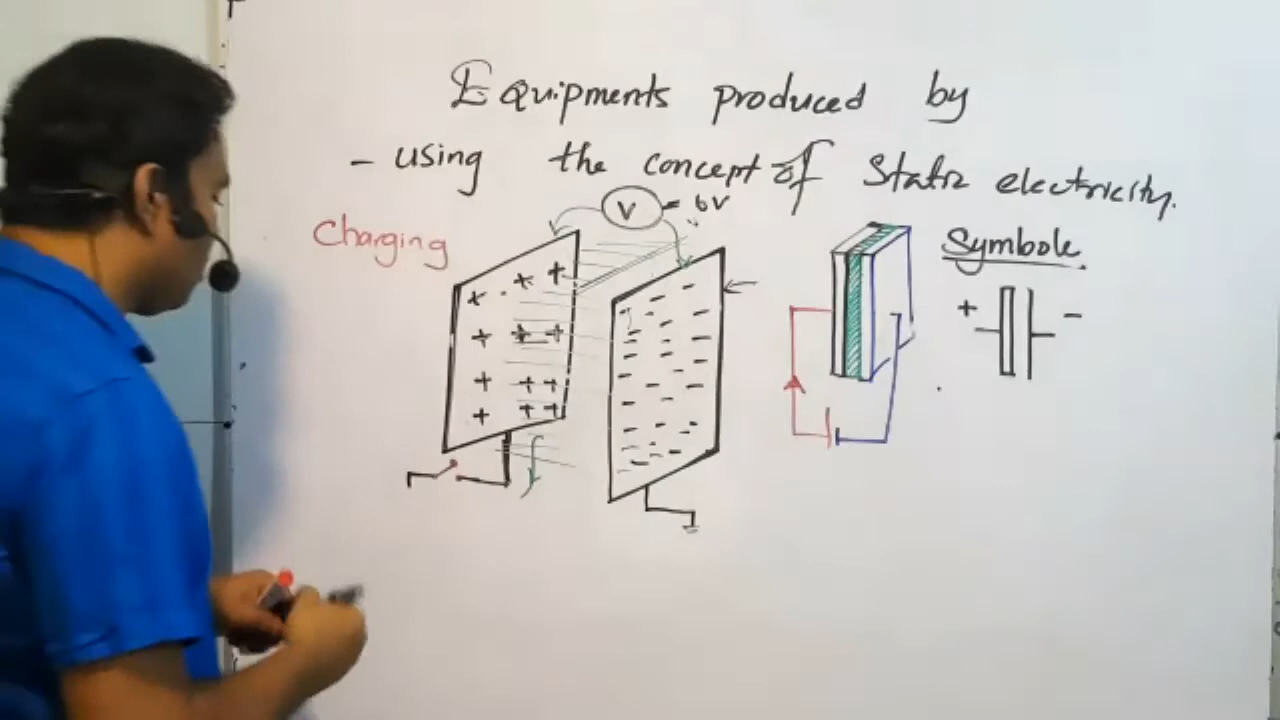 Equipments produced by
- using the concept of Static electricity.
V = 6V
Charging
Symbole
+ -